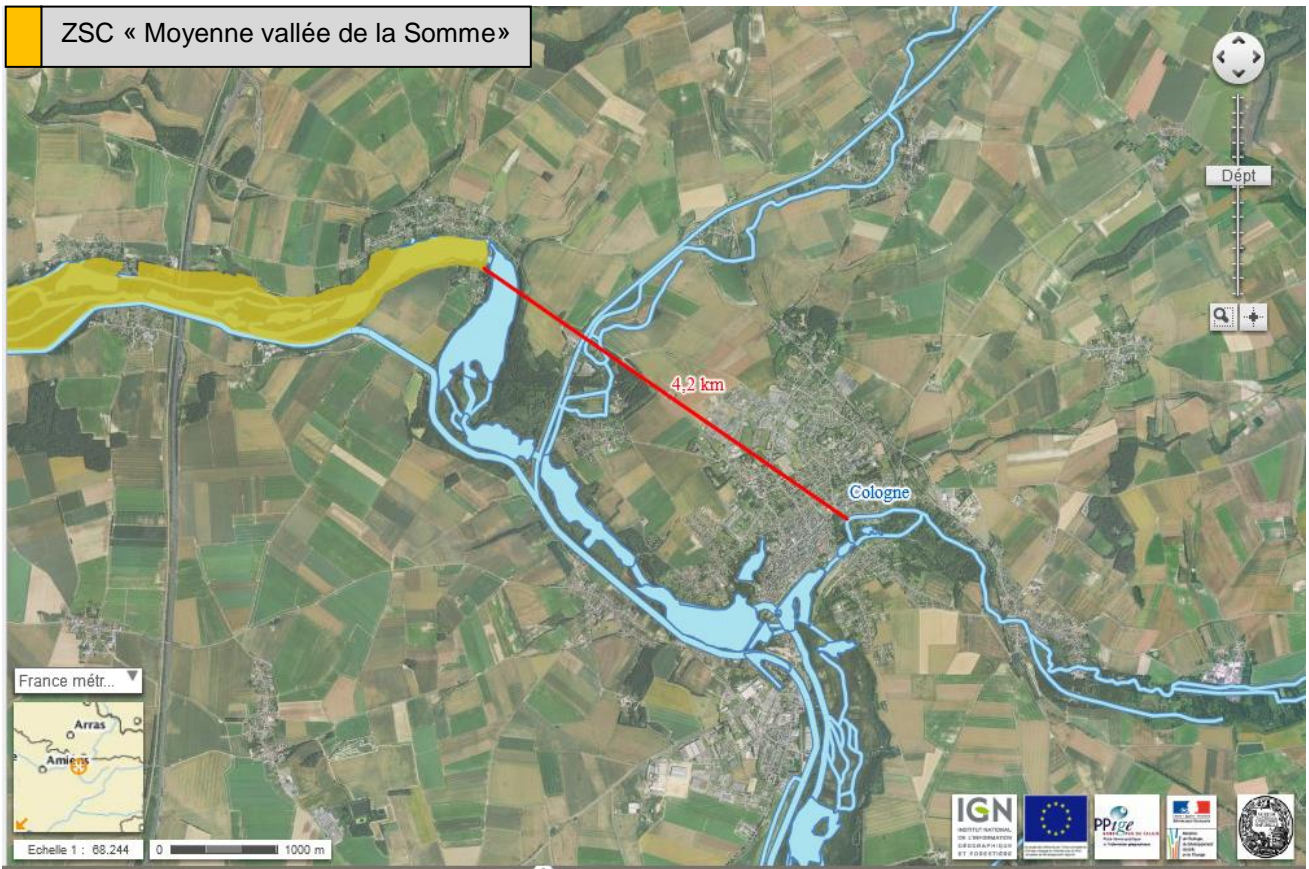 ZSC « Moyenne vallée de la Somme»
Dépt
4,2 km
Cologne
France métr...
Arras
Amiens
Echelle 1 : 68.244
0
1000 m
IGN
INSTITUT NATIONAL
DE L'INFORMATION
GÉOGRAPHIQUE
ET FORESTIÈRE
PPige